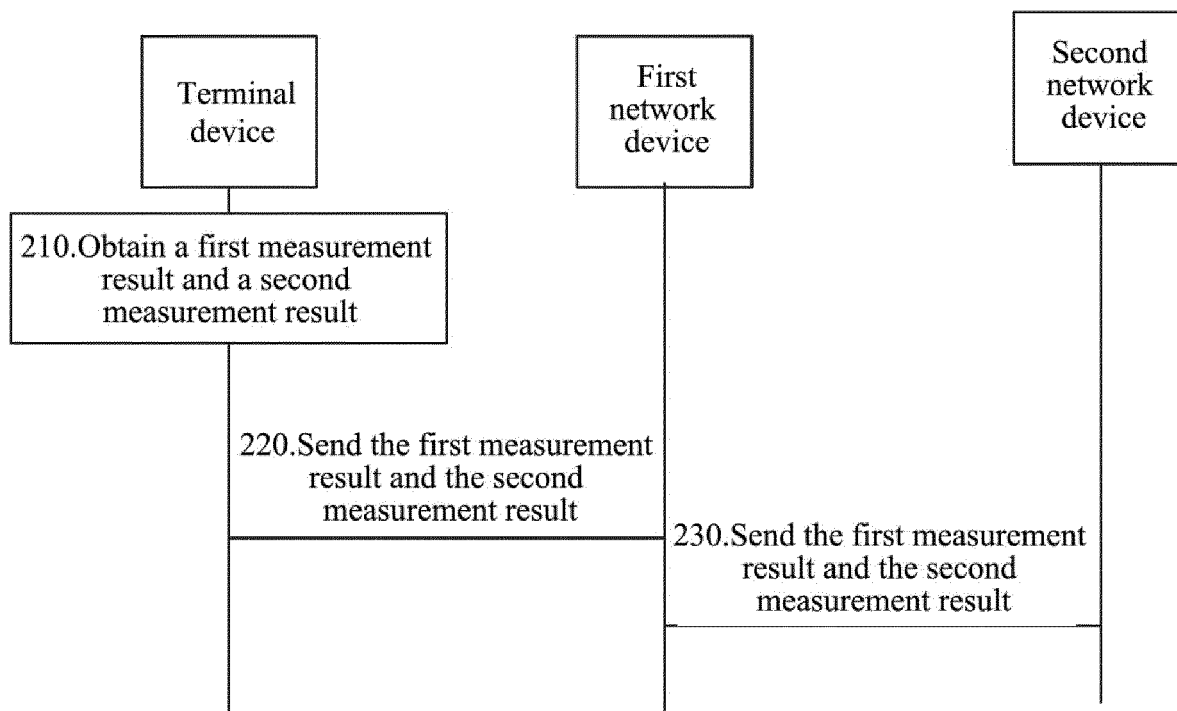 Terminal
device
First
network
device
Second
network
device
210.Obtain a first measurement
result and a second
measurement result
220.Send the first measurement
result and the second
measurement result
230.Send the first measurement
result and the second
measurement result